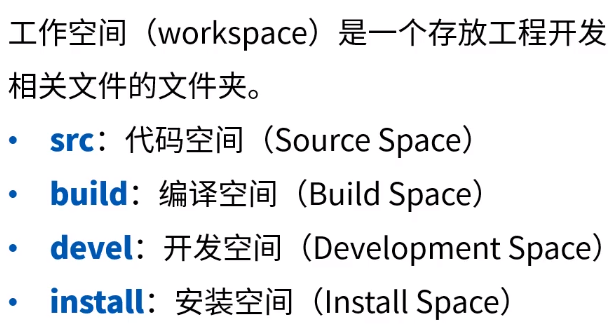 工作空间（workspace）是一个存放工程开发
相关文件的文件夹。
• src：代码空间（Source Space）
• build：编译空间（Build Space）
• devel：开发空间（Development Space）
• install：安装空间（Install Space）